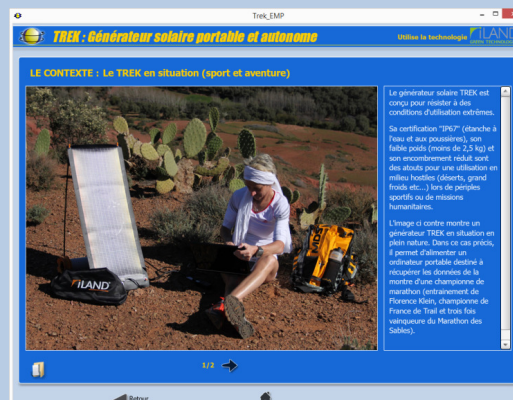 Trek_EMP
TREK : Générateur solaire portable et autonome
Utilise la technologie
iLAND
GREEN TECHNOLOGIES
LE CONTEXTE : Le TREK en situation (sport et aventure)
Le générateur solaire TREK est
conçu pour résister à des
conditions d'utilisation extrêmes.
Sa certification "IP67" (étanche à
l'eau et aux poussières), son
faible poids (moins de 2,5 kg) et
son encombrement réduit sont
des atouts pour une utilisation en
milieu hostiles (déserts, grand
froids etc...) lors de périples
sportifs ou de missions
humanitaires.
L'image ci contre montre un
générateur TREK en situation en
plein nature. Dans ce cas précis,
il permet d'alimenter un
ordinateur portable destiné à
récupérer les données de la
montre d'une championne de
marathon (entrainement de
Florence Klein, championne de
France de Trail et trois fois
vainqueur du Marathon des
Sables).
iLAND
1/2
Retour